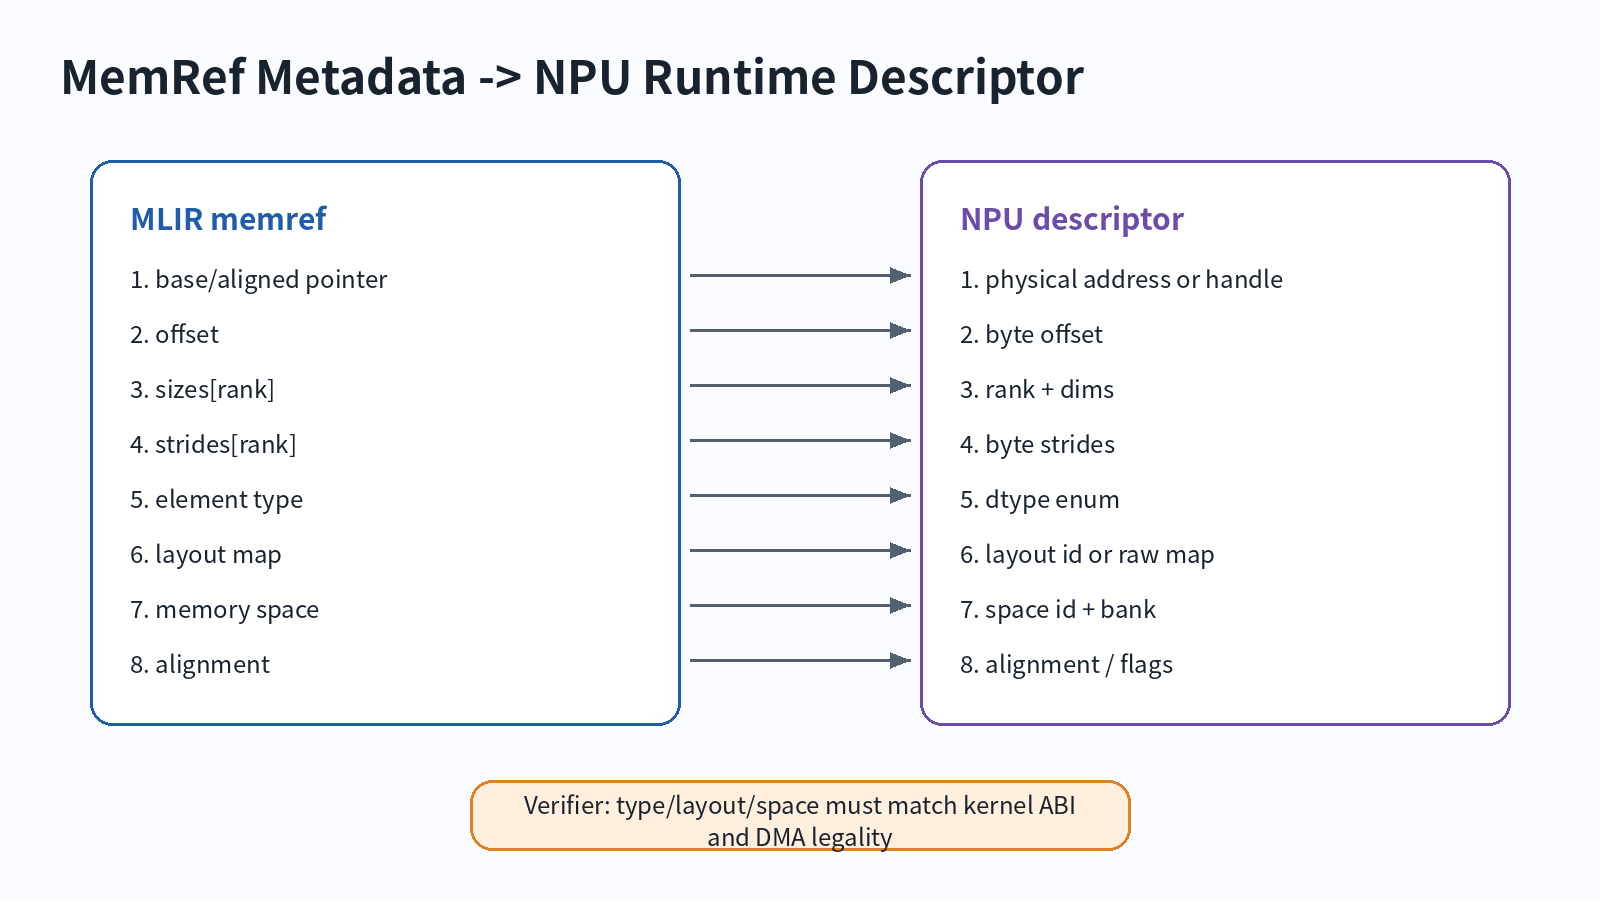 MemRef Metadata -> NPU Runtime Descriptor
MLIR memref
1. base/aligned pointer
2. offset
3. sizes[rank]
4. strides[rank]
5. element type
6. layout map
7. memory space
8. alignment
NPU descriptor
1. physical address or handle
2. byte offset
3. rank + dims
4. byte strides
5. dtype enum
6. layout id or raw map
7. space id + bank
8. alignment / flags
Verifier: type/layout/space must match kernel ABI
and DMA legality